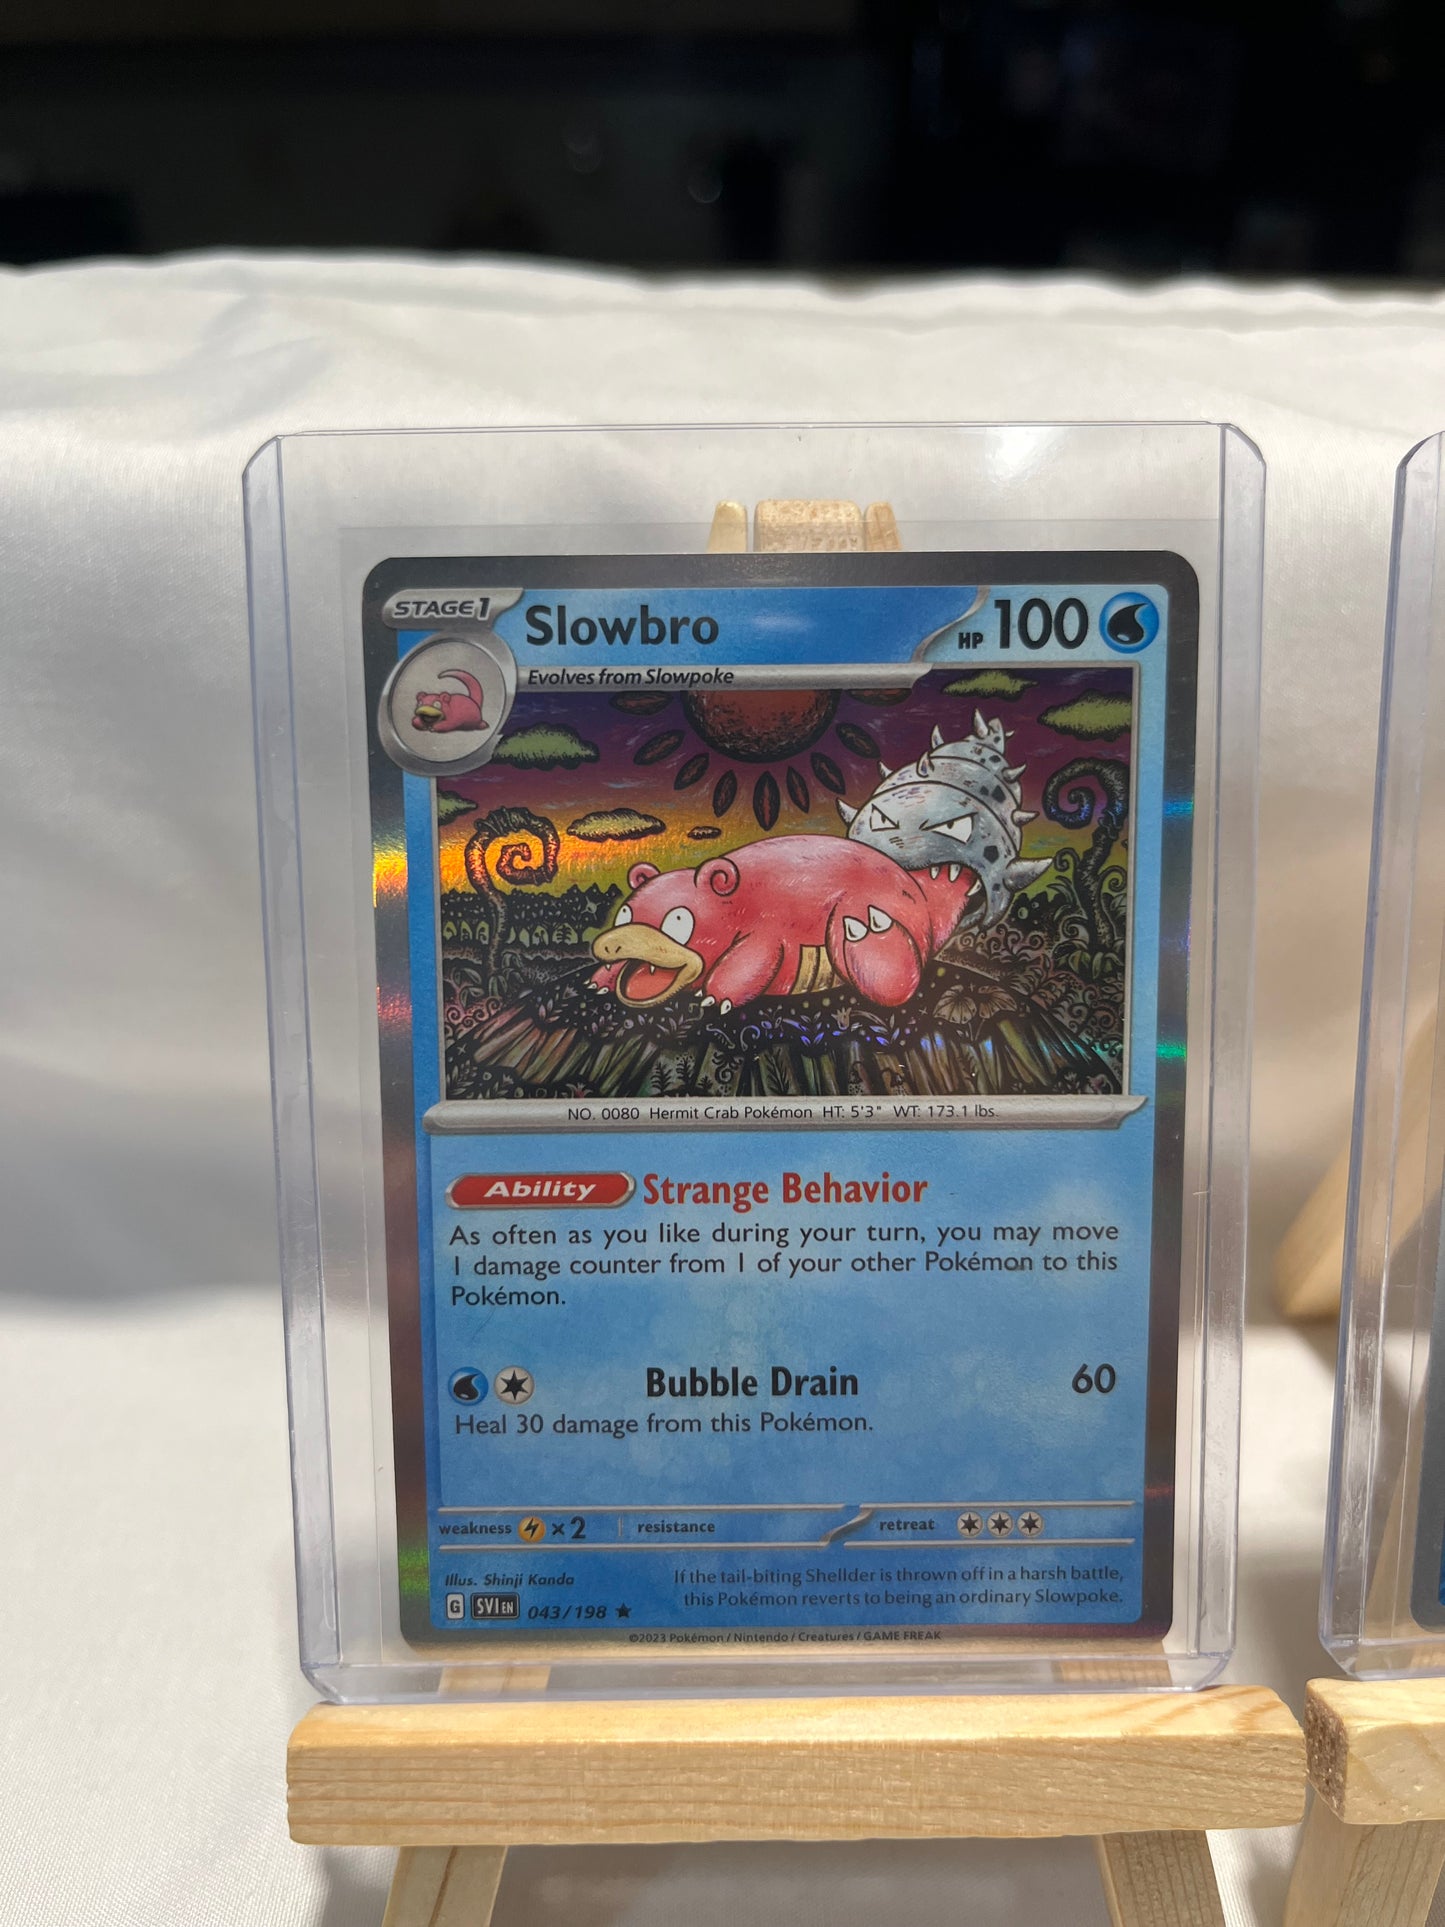 STAGE 1
Slowbro
HP 100
Evolves from Slowpoke
NO. 0080 Hermit Crab Pokémon HT: 5'3" WT: 173.1 lbs.
Ability Strange Behavior
As often as you like during your turn, you may move
1 damage counter from 1 of your other Pokémon to this
Pokémon.
Bubble Drain 60
Heal 30 damage from this Pokémon.
weakness ×2 resistance retreat
Illus. Shinji Kanda
If the tail-biting Shellder is thrown off in a harsh battle,
this Pokémon reverts to being an ordinary Slowpoke.
G SVI EN 043/198 ★
©2023 Pokémon / Nintendo / Creatures / GAME FREAK